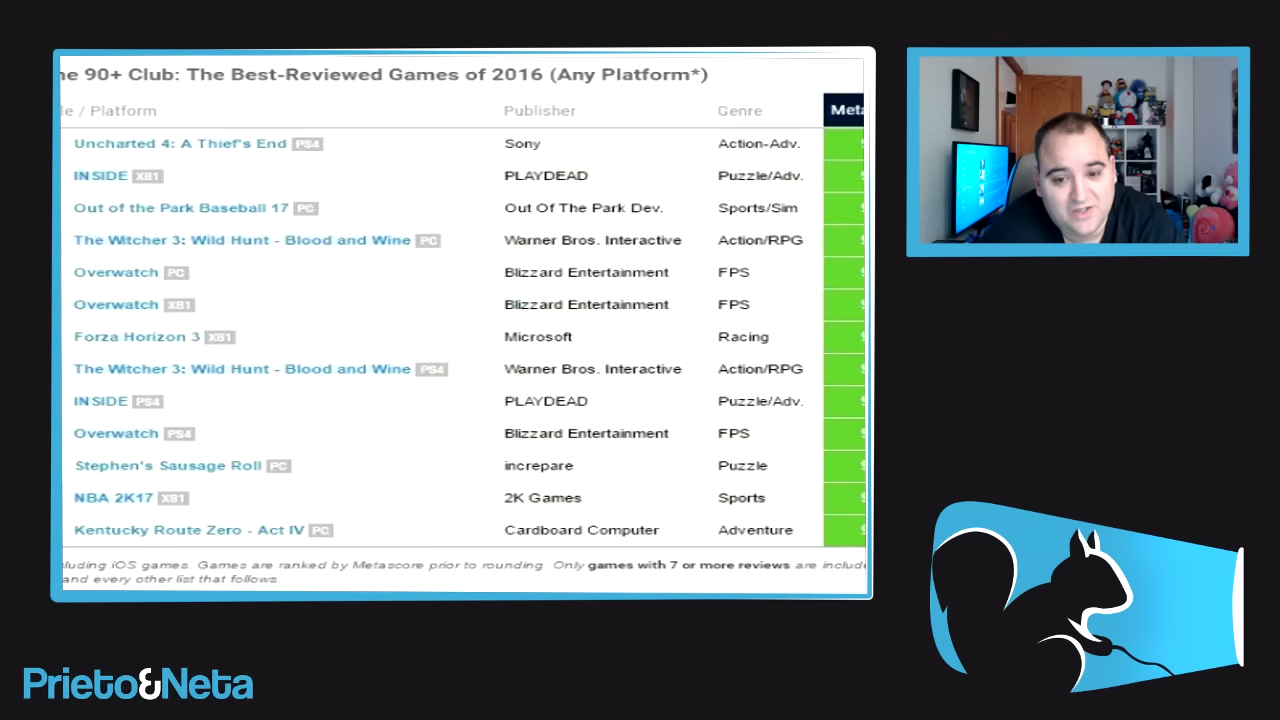 90+ Club: The Best-Reviewed Games of 2016 (Any Platform*)
/ Platform Publisher Genre
Uncharted 4: A Thief's End PS4 Sony Action-Adv.
INSIDE XB1 PLAYDEAD Puzzle/Adv.
Out of the Park Baseball 17 PC Out Of The Park Dev. Sports/Sim
The Witcher 3: Wild Hunt - Blood and Wine PC Warner Bros. Interactive Action/RPG
Overwatch PC Blizzard Entertainment FPS
Overwatch XB1 Blizzard Entertainment FPS
Forza Horizon 3 XB1 Microsoft Racing
The Witcher 3: Wild Hunt - Blood and Wine PS4 Warner Bros. Interactive Action/RPG
INSIDE PS4 PLAYDEAD Puzzle/Adv.
Overwatch PS4 Blizzard Entertainment FPS
Stephen's Sausage Roll PC increpare Puzzle
NBA 2K17 XB1 2K Games Sports
Kentucky Route Zero - Act IV PC Cardboard Computer Adventure
iOS games. Games are ranked by Metascore prior to rounding. Only games with 7 or more reviews are
and every other list that follows.
Prieto&Neta